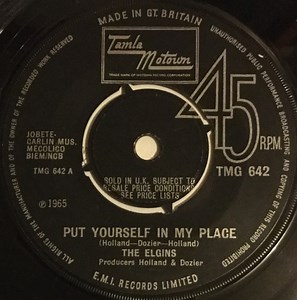 MADE IN GT. BRITAIN
Tamla
Motown
TRADE MARK OF MOTOWN RECORD CORPORATION
45
RPM
TMG 642
JOBETE-
CARLIN MUS.
MECOLICO
BIEM/NCB
TMG 642 A
SOLD IN U.K. SUBJECT TO
RESALE PRICE CONDITIONS
SEE PRICE LISTS
℗ 1965
PUT YOURSELF IN MY PLACE
(Holland—Dozier—Holland)
THE ELGINS
Producers Holland & Dozier
E.M.I. RECORDS LIMITED
ALL RIGHTS OF THE MANUFACTURER AND OF THE OWNER OF THE RECORDED WORK RESERVED
UNAUTHORISED PUBLIC PERFORMANCE BROADCASTING AND COPYING OF THIS RECORD PROHIBITED